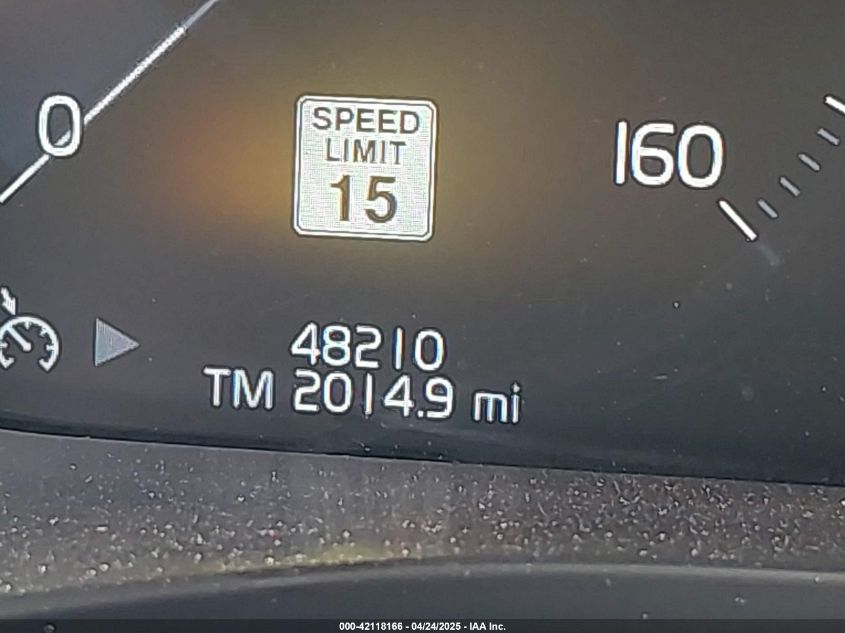 0
SPEED
LIMIT
15
160
48210
TM 2014.9 mi
000-42118166 - 04/24/2025 - IAA Inc.